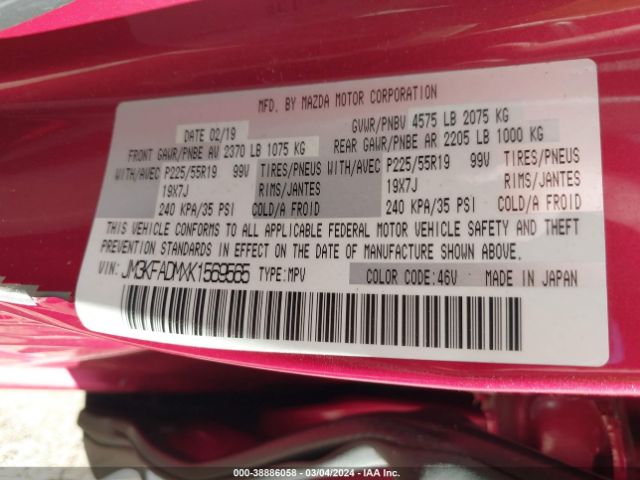 MFD. BY MAZDA MOTOR CORPORATION
DATE 02/19 GVWR/PNBV 4575 LB 2075 KG
FRONT GAWR/PNBE AV 2370 LB 1075 KG REAR GAWR/PNBE AR 2205 LB 1000 KG
WITH/AVEC P225/55R19 99V TIRES/PNEUS WITH/AVEC P225/55R19 99V TIRES/PNEUS
19X7J RIMS/JANTES 19X7J RIMS/JANTES
240 KPA/35 PSI COLD/A FROID 240 KPA/35 PSI COLD/A FROID
THIS VEHICLE CONFORMS TO ALL APPLICABLE FEDERAL MOTOR VEHICLE SAFETY AND THEFT
PREVENTION STANDARDS IN EFFECT ON THE DATE OF MANUFACTURE SHOWN ABOVE.
VIN: JM3KFADMXK1569565 TYPE: MPV COLOR CODE: 46V MADE IN JAPAN
000-38886058 - 03/04/2024 - IAA Inc.